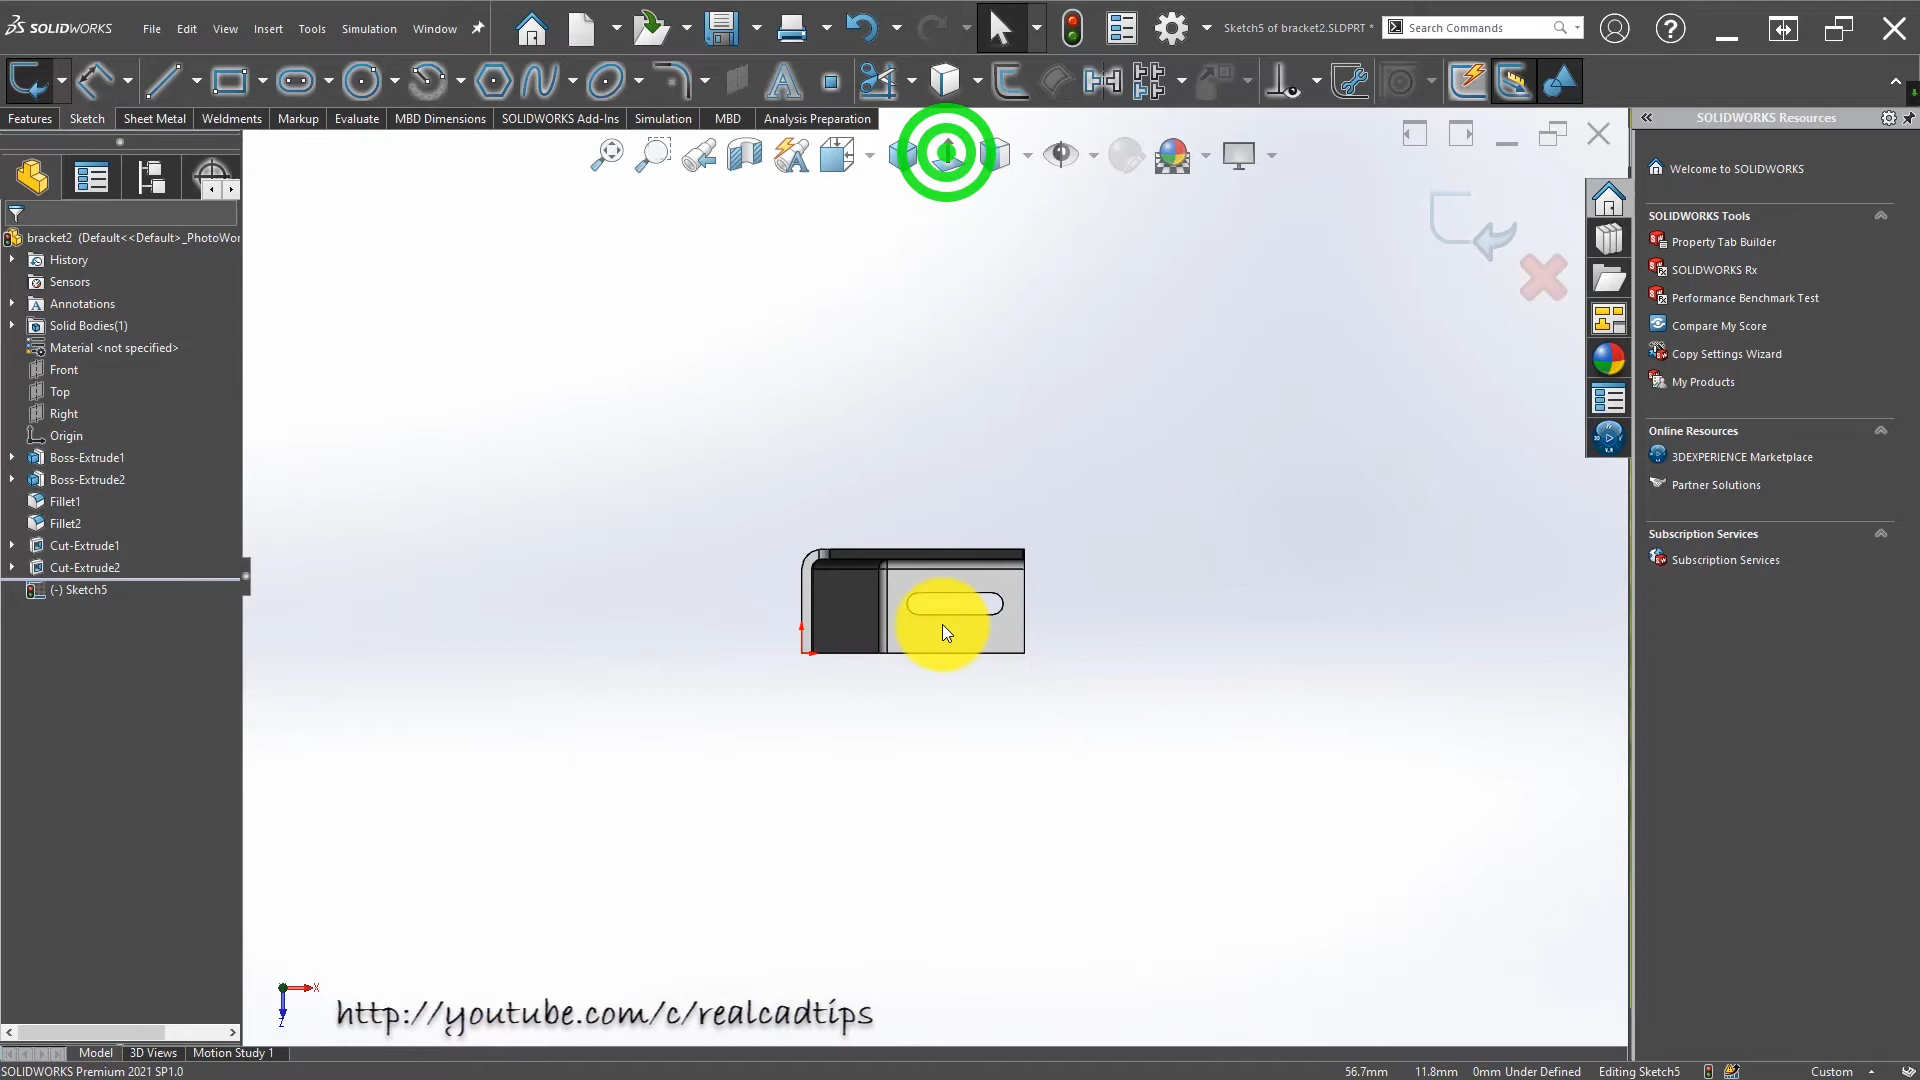 SOLIDWORKS File Edit View Insert Tools Simulation Window Sketch5 of bracket2.SLDPRT * Search Commands
Features Sketch Sheet Metal Weldments Markup Evaluate MBD Dimensions SOLIDWORKS Add-Ins Simulation MBD Analysis Preparation SOLIDWORKS Resources
bracket2 (Default<<Default>_PhotoWor
History
Sensors
Annotations
Solid Bodies(1)
Material <not specified>
Front
Top
Right
Origin
Boss-Extrude1
Boss-Extrude2
Fillet1
Fillet2
Cut-Extrude1
Cut-Extrude2
(-) Sketch5
Welcome to SOLIDWORKS
SOLIDWORKS Tools
Property Tab Builder
SOLIDWORKS Rx
Performance Benchmark Test
Compare My Score
Copy Settings Wizard
My Products
Online Resources
3DEXPERIENCE Marketplace
Partner Solutions
Subscription Services
Subscription Services
X
Z
http://youtube.com/c/realcadtips
Model 3D Views Motion Study 1
SOLIDWORKS Premium 2021 SP1.0 56.7mm 11.8mm 0mm Under Defined Editing Sketch5 Custom